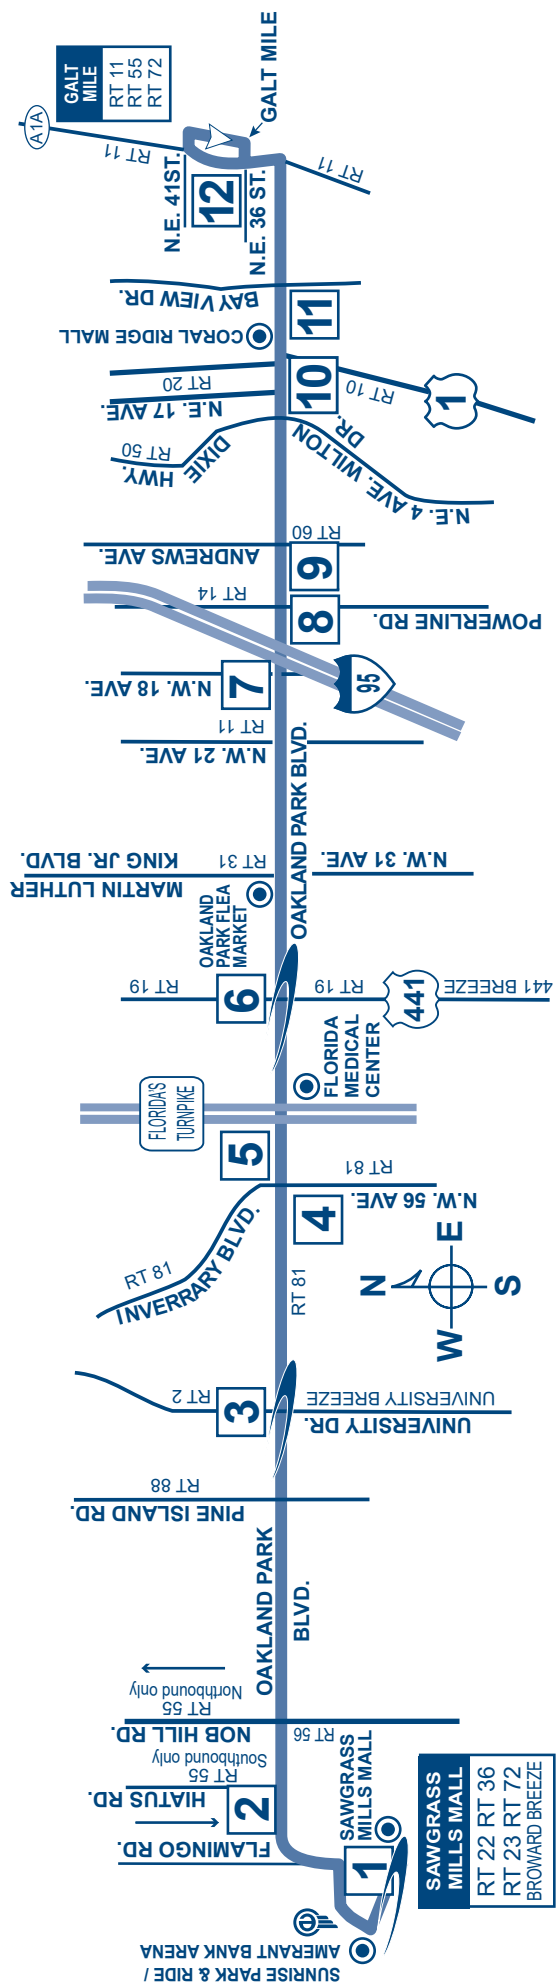 SUNRISE PARK & RIDE /
AMERANT BANK ARENA
e
1
SAWGRASS
MILLS MALL
SAWGRASS
MILLS MALL
RT 22 RT 36
RT 23 RT 72
BROWARD BREEZE
FLAMINGO RD.
2
HIATUS RD.
RT 55
Southbound only
NOB HILL RD.
RT 55
Northbound only
RT 56
OAKLAND PARK
BLVD.
PINE ISLAND RD.
RT 88
3
RT 2
UNIVERSITY DR.
UNIVERSITY BREEZE
N
W E
S
RT 81
INVERRARY BLVD.
RT 81
4
N.W. 56 AVE.
RT 81
5
FLORIDA'S
TURNPIKE
FLORIDA
MEDICAL
CENTER
6
RT 19
RT 19
441
441 BREEZE
OAKLAND
PARK FLEA
MARKET
MARTIN LUTHER
KING JR. BLVD.
RT 31
N.W. 31 AVE.
OAKLAND PARK BLVD.
N.W. 21 AVE.
RT 11
N.W. 18 AVE.
7
95
RT 14
8
POWERLINE RD.
9
ANDREWS AVE.
RT 60
N.E. 4 AVE. WILTON
DR.
DIXIE
HWY.
RT 50
N.E. 17 AVE.
RT 20
10
RT 10
1
CORAL RIDGE MALL
11
BAY VIEW DR.
12
N.E. 41ST.
N.E. 36 ST.
RT 11
RT 11
A1A
GALT MILE
GALT
MILE
RT 11
RT 55
RT 72